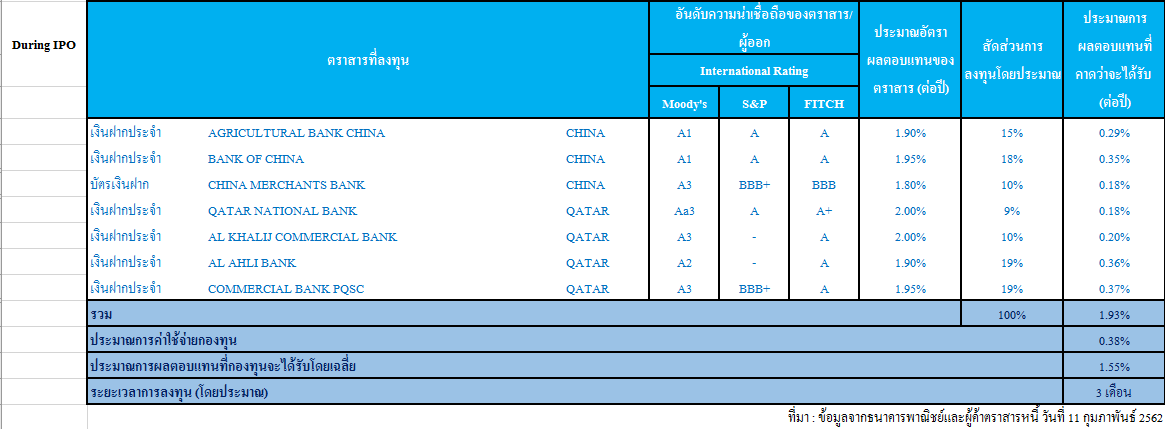 During IPO
ตราสารที่ลงทุน
อันดับความน่าเชื่อถือของตราสาร/
ผู้ออก
International Rating
Moody's S&P FITCH
ประมาณอัตรา
ผลตอบแทนของ
ตราสาร (ต่อปี)
สัดส่วนการ
ลงทุนโดยประมาณ
ประมาณการ
ผลตอบแทนที่
คาดว่าจะได้รับ
(ต่อปี)
เงินฝากประจำ AGRICULTURAL BANK CHINA CHINA A1 A A 1.90% 15% 0.29%
เงินฝากประจำ BANK OF CHINA CHINA A1 A A 1.95% 18% 0.35%
บัตรเงินฝาก CHINA MERCHANTS BANK CHINA A3 BBB+ BBB 1.80% 10% 0.18%
เงินฝากประจำ QATAR NATIONAL BANK QATAR Aa3 A A+ 2.00% 9% 0.18%
เงินฝากประจำ AL KHALIJ COMMERCIAL BANK QATAR A3 - A 2.00% 10% 0.20%
เงินฝากประจำ AL AHLI BANK QATAR A2 - A 1.90% 19% 0.36%
เงินฝากประจำ COMMERCIAL BANK PQSC QATAR A3 BBB+ A 1.95% 19% 0.37%
รวม 100% 1.93%
ประมาณการค่าใช้จ่ายกองทุน 0.38%
ประมาณการผลตอบแทนที่กองทุนจะได้รับโดยเฉลี่ย 1.55%
ระยะเวลาการลงทุน (โดยประมาณ) 3 เดือน
ที่มา : ข้อมูลจากธนาคารพาณิชย์และผู้ค้าตราสารหนี้ วันที่ 11 กุมภาพันธ์ 2562